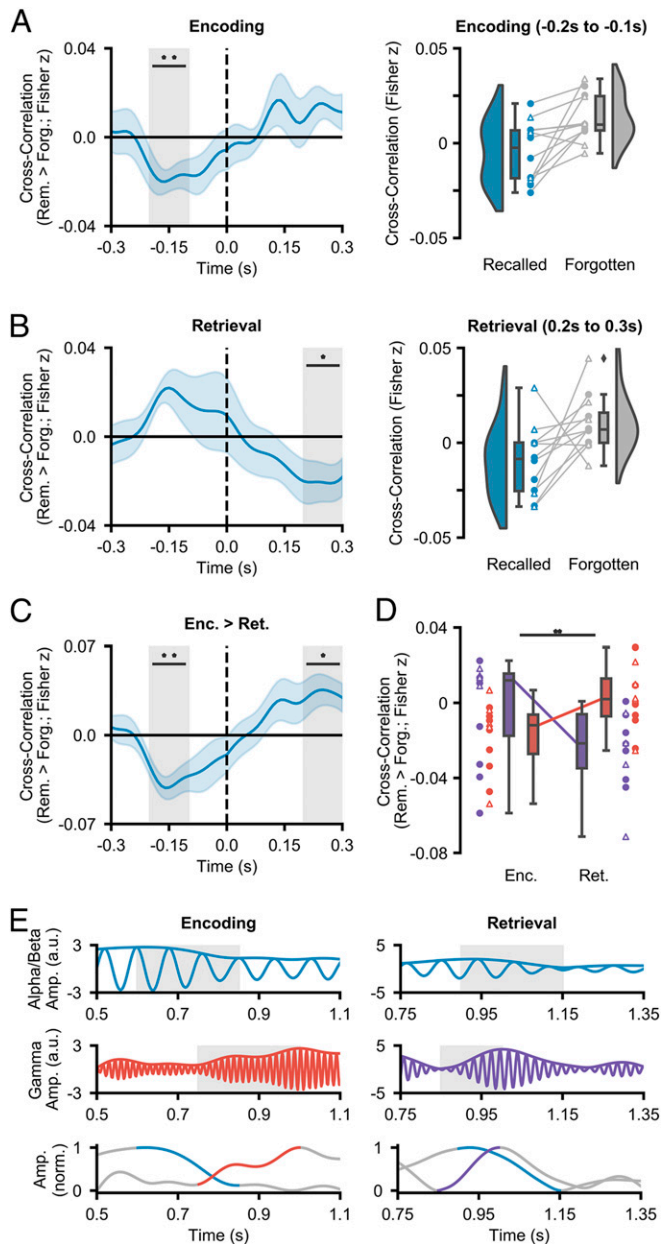 A
Encoding
Cross-Correlation
(Rem. > Forg.; Fisher z)
0.04
0.0
-0.04
* *
-0.3 -0.15 0.0 0.15 0.3
Time (s)
Encoding (-0.2s to -0.1s)
Cross-Correlation (Fisher z)
0.05
0
-0.05
Recalled Forgotten
B
Retrieval
Cross-Correlation
(Rem. > Forg.; Fisher z)
0.04
0.0
-0.04
*
-0.3 -0.15 0.0 0.15 0.3
Time (s)
Retrieval (0.2s to 0.3s)
Cross-Correlation (Fisher z)
0.05
0
-0.05
Recalled Forgotten
C
Enc. > Ret.
Cross-Correlation
(Rem. > Forg.; Fisher z)
0.07
0.0
-0.07
* *
*
-0.3 -0.15 0.0 0.15 0.3
Time (s)
D
Cross-Correlation
(Rem. > Forg.; Fisher z)
0.04
0
-0.04
-0.08
**
Enc. Ret.
E
Encoding
Retrieval
Alpha/Beta
Amp. (a.u.)
3
-3
0.5 0.7 0.9 1.1
5
-5
0.75 0.95 1.15 1.35
Gamma
Amp. (a.u.)
3
-3
0.5 0.7 0.9 1.1
5
-5
0.75 0.95 1.15 1.35
Amp.
(norm.)
1
0
0.5 0.7 0.9 1.1
Time (s)
1
0
0.75 0.95 1.15 1.35
Time (s)